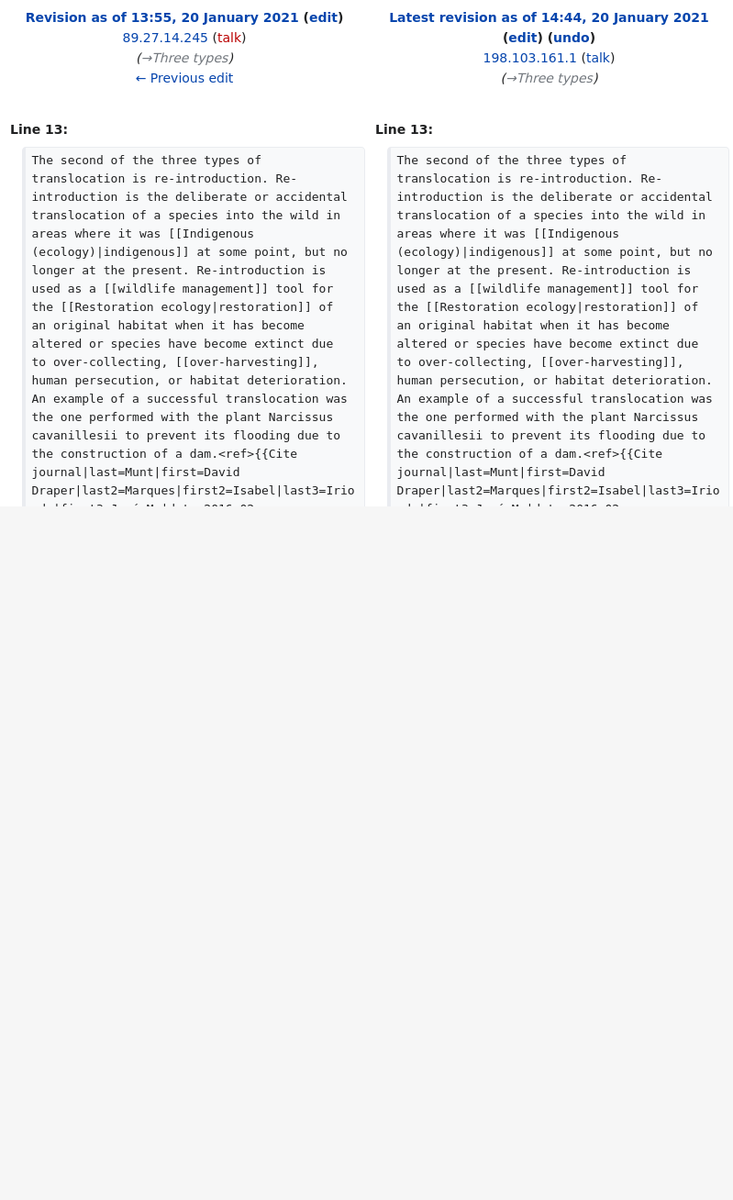 Revision as of 13:55, 20 January 2021 (edit)
89.27.14.245 (talk)
(→Three types)
← Previous edit
Latest revision as of 14:44, 20 January 2021
(edit) (undo)
198.103.161.1 (talk)
(→Three types)
Line 13:
The second of the three types of
translocation is re-introduction. Re-
introduction is the deliberate or accidental
translocation of a species into the wild in
areas where it was [[Indigenous
(ecology)|indigenous]] at some point, but no
longer at the present. Re-introduction is
used as a [[wildlife management]] tool for
the [[Restoration ecology|restoration]] of
an original habitat when it has become
altered or species have become extinct due
to over-collecting, [[over-harvesting]],
human persecution, or habitat deterioration.
An example of a successful translocation was
the one performed with the plant Narcissus
cavanillesii to prevent its flooding due to
the construction of a dam.<ref>{{Cite
journal|last=Munt|first=David
Draper|last2=Marques|first2=Isabel|last3=Irio
Line 13:
The second of the three types of
translocation is re-introduction. Re-
introduction is the deliberate or accidental
translocation of a species into the wild in
areas where it was [[Indigenous
(ecology)|indigenous]] at some point, but no
longer at the present. Re-introduction is
used as a [[wildlife management]] tool for
the [[Restoration ecology|restoration]] of
an original habitat when it has become
altered or species have become extinct due
to over-collecting, [[over-harvesting]],
human persecution, or habitat deterioration.
An example of a successful translocation was
the one performed with the plant Narcissus
cavanillesii to prevent its flooding due to
the construction of a dam.<ref>{{Cite
journal|last=Munt|first=David
Draper|last2=Marques|first2=Isabel|last3=Irio